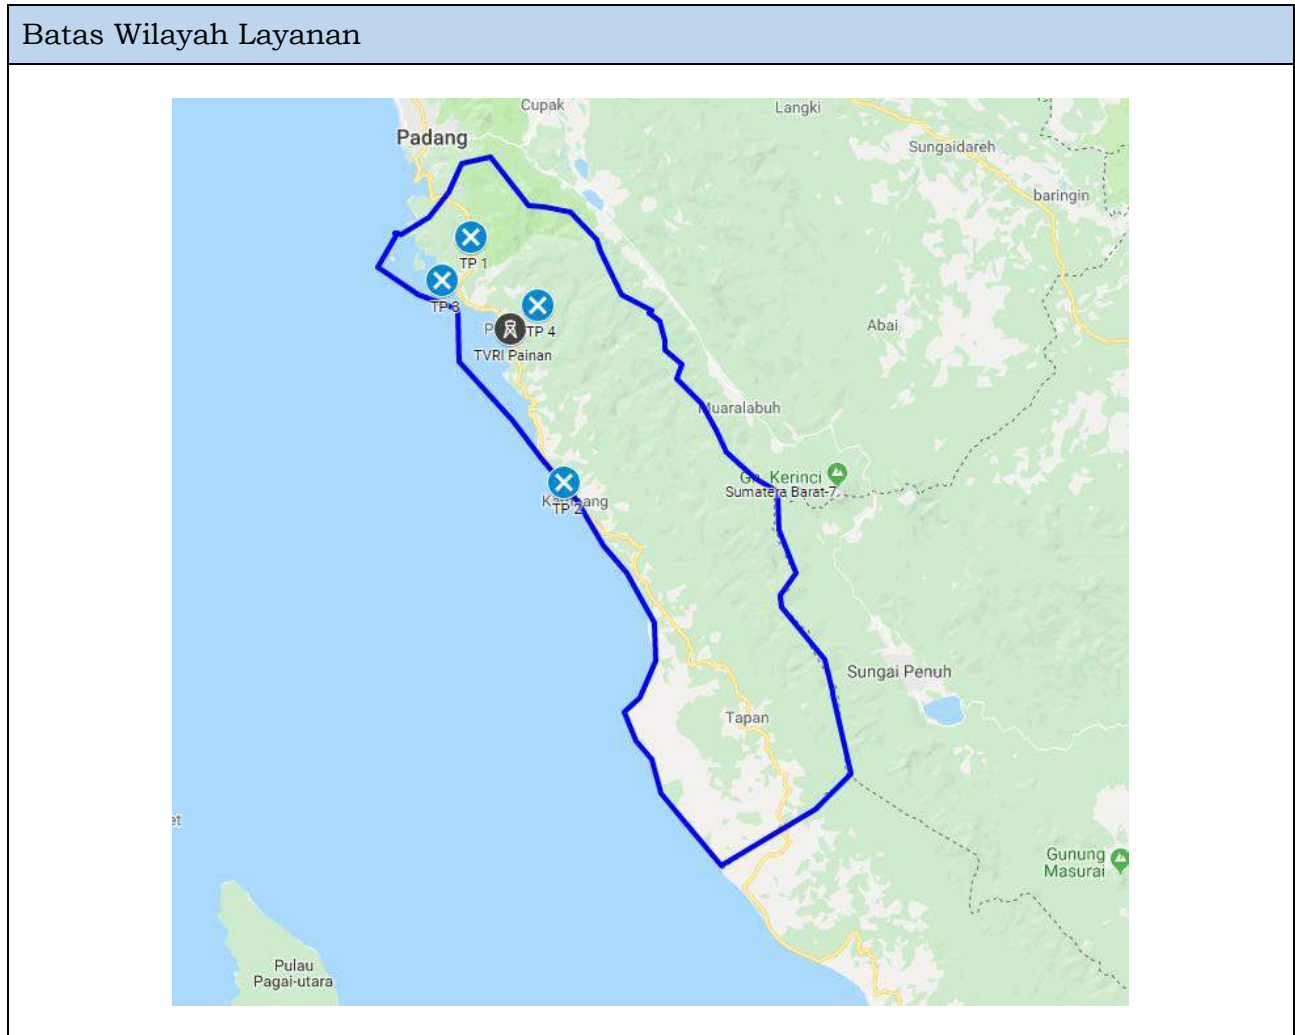 Batas Wilayah Layanan
Cupak
Langki
Padang
Sungaidareh
baringin
TP 1
TP 3
TP 4
Abai
TVRI Painan
Muaralabuh
Gn. Kerinci
Sumatera Barat-7
TP 2
Sungai Penuh
Tapan
Gunung
Masurai
Pulau
Pagai-utara